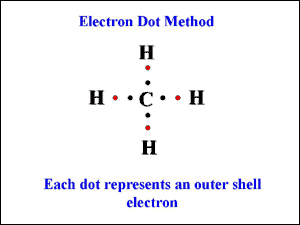 Electron Dot Method
H
H C H
H
Each dot represents an outer shell
electron